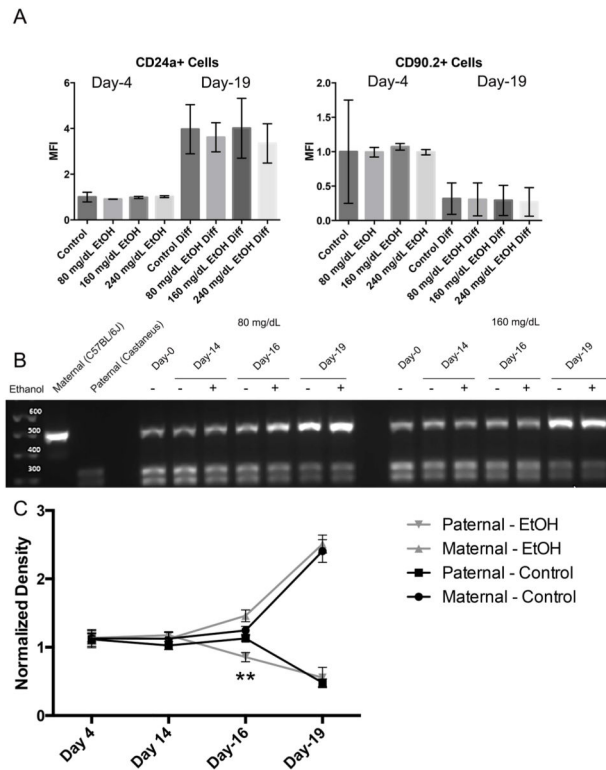 A
CD24a+ Cells
Day-4 Day-19
MFI
6
4
2
0
Control
80 mg/dL EtOH
160 mg/dL EtOH
240 mg/dL EtOH
Control Diff
80 mg/dL EtOH Diff
160 mg/dL EtOH Diff
240 mg/dL EtOH Diff
CD90.2+ Cells
Day-4 Day-19
MFI
2.0
1.5
1.0
0.5
0.0
Control
80 mg/dL EtOH
160 mg/dL EtOH
240 mg/dL EtOH
Control Diff
80 mg/dL EtOH Diff
160 mg/dL EtOH Diff
240 mg/dL EtOH Diff
B
Maternal (C57BL/6J)
Paternal (Castaneus)
80 mg/dL 160 mg/dL
Day-0 Day-14 Day-16 Day-19 Day-0 Day-14 Day-16 Day-19
Ethanol - - + - + - + - - + - + - +
600
500
400
300
200
C
Normalized Density
3
2
1
0
**
Day 4 Day 14 Day-16 Day-19
Paternal - EtOH
Maternal - EtOH
Paternal - Control
Maternal - Control